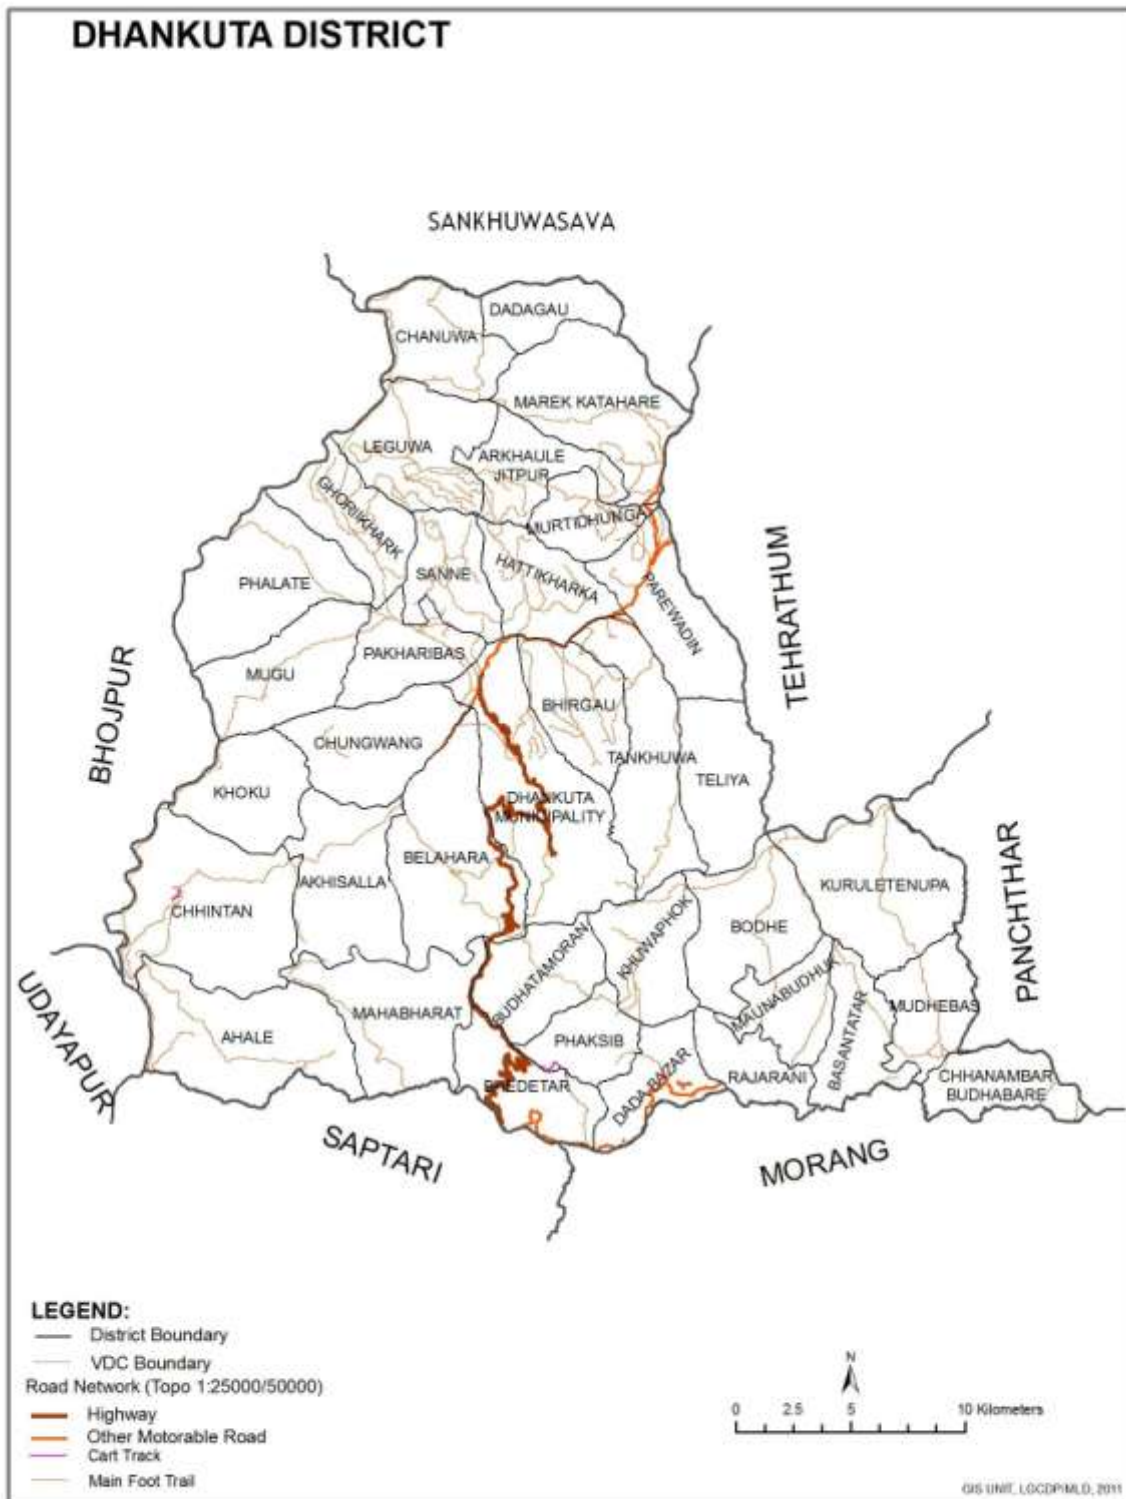 DHANKUTA DISTRICT
SANKHUWASAVA
DADAGAU
CHANUWA
MAREK KATAHARE
LEGUWA
ARKHAULE
JITPUR
GHORIIKHARK
MURTIDHUNGA
HATTIKHARKA
SANNE
PHALATE
PAREWADIN
TEHRATHUM
PAKHARIBAS
MUGU
BHOJPUR
BHIRGAU
CHUNGWANG
TANKHUWA
TELIYA
KHOKU
DHANKUTA
MUNICIPALITY
BELAHARA
AKHISALLA
KURULETENUPA
PANCHTHAR
CHHINTAN
BODHE
KHUWAPHOK
BUDHATAMORAN
MAUNABUDHUK
UDAYAPUR
MAHABHARAT
MUDHEBAS
AHALE
PHAKSIB
BASANTATAR
DADA BAZAR
RAJARANI
CHHANAMBAR
BUDHABARE
BHEDETAR
SAPTARI
MORANG
LEGEND:
District Boundary
VDC Boundary
Road Network (Topo 1:25000/50000)
Highway
Other Motorable Road
Cart Track
Main Foot Trail
N
0 2.5 5 10 Kilometers
GIS UNIT, LGCDP/MLD, 2011